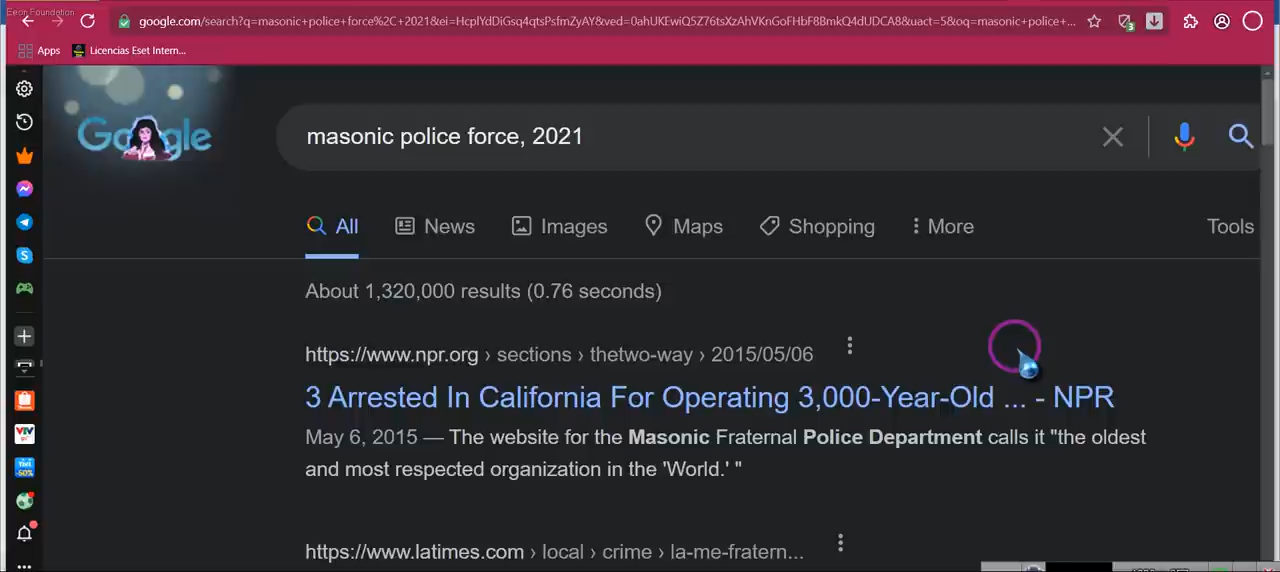 Eeon Foundation
google.com/search?q=masonic+police+force%2C+2021&ei=HcpIYdDiGsq4qtsPsfmZyAY&ved=0ahUKEwiQ5Z76tsXzAhVKnGoFHbF8BmkQ4dUDCA8&uact=5&oq=masonic+police+...
Apps
Licencias Eset Intern...
Google
masonic police force, 2021
All News Images Maps Shopping More Tools
About 1,320,000 results (0.76 seconds)
https://www.npr.org › sections › thetwo-way › 2015/05/06
3 Arrested In California For Operating 3,000-Year-Old ... - NPR
May 6, 2015 — The website for the Masonic Fraternal Police Department calls it "the oldest
and most respected organization in the 'World.' "
https://www.latimes.com › local › crime › la-me-fratern...